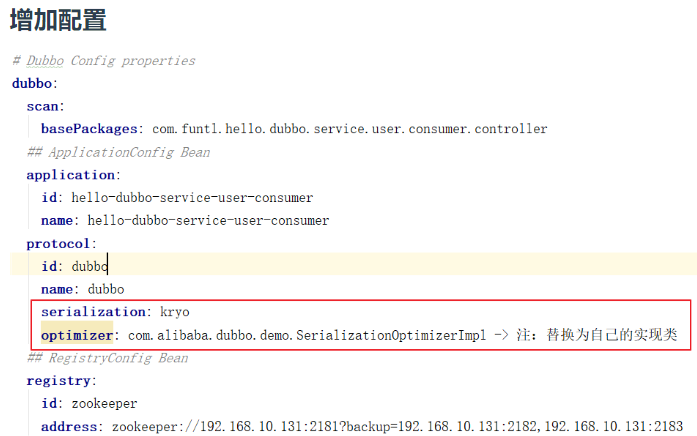 增加配置
# Dubbo Config properties
dubbo:
scan:
basePackages: com.funtl.hello.dubbo.service.user.consumer.controller
## ApplicationConfig Bean
application:
id: hello-dubbo-service-user-consumer
name: hello-dubbo-service-user-consumer
protocol:
id: dubbo
name: dubbo
serialization: kryo
optimizer: com.alibaba.dubbo.demo.SerializationOptimizerImpl -> 注: 替换为自己的实现类
## RegistryConfig Bean
registry:
id: zookeeper
address: zookeeper://192.168.10.131:2181?backup=192.168.10.131:2182,192.168.10.131:2183